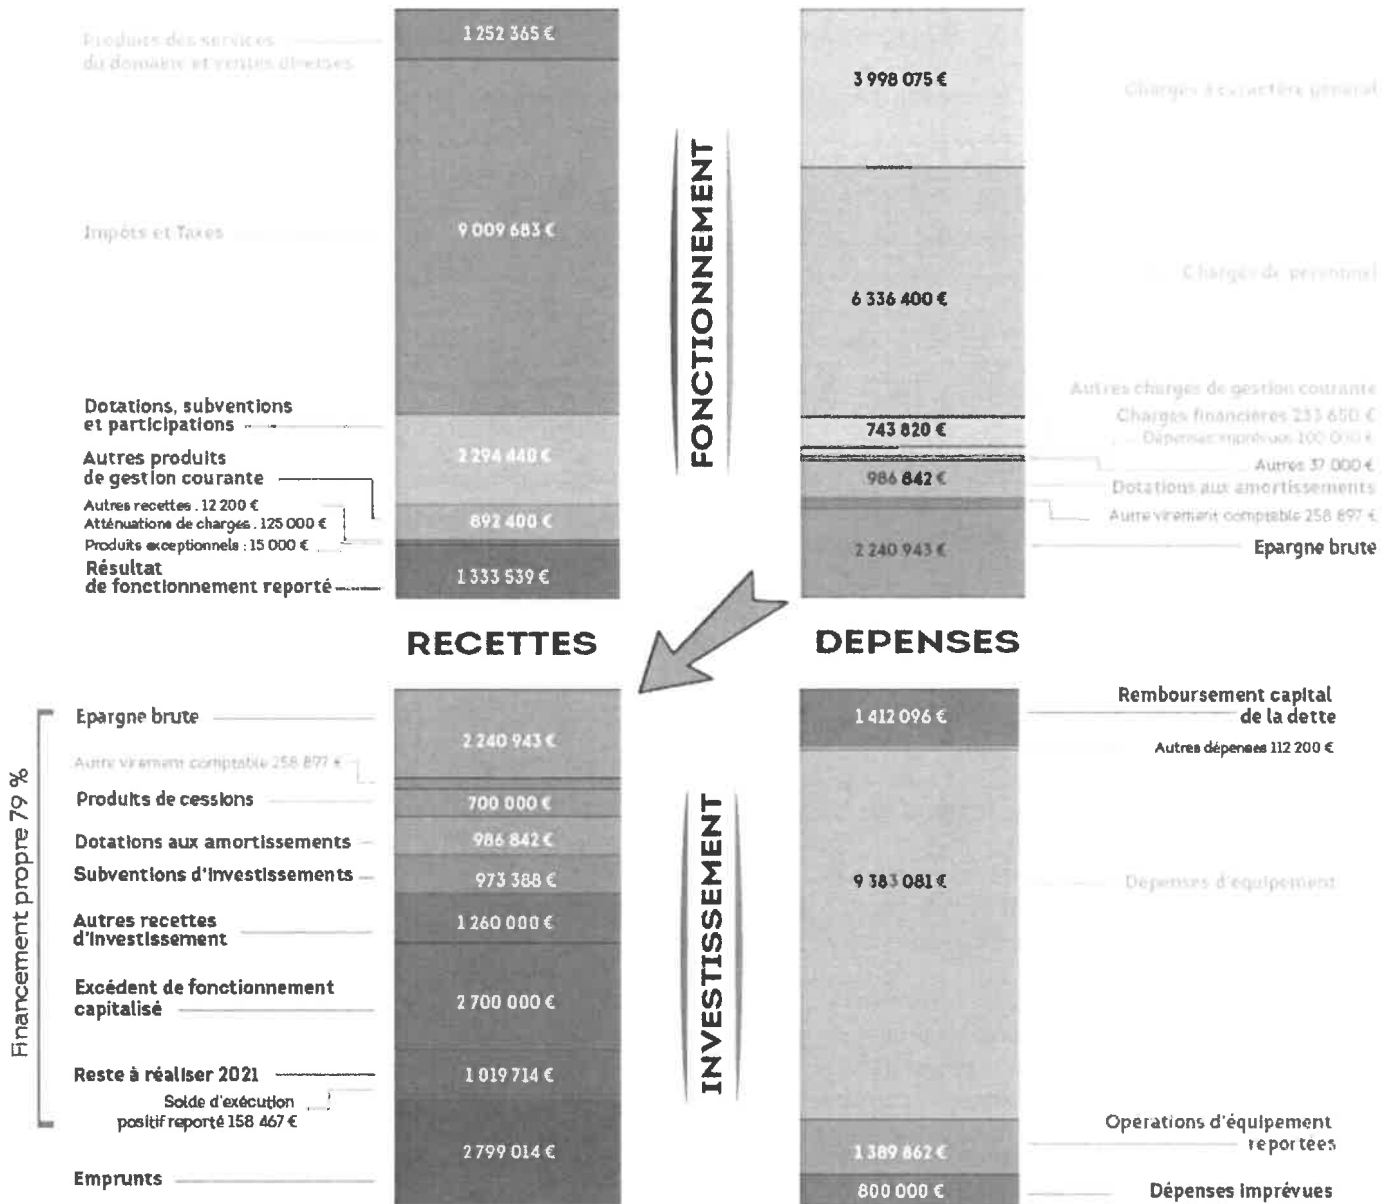 Produits des services
du domaine et ventes diverses
1 252 365 €
Impôts et Taxes
9 009 683 €
Dotations, subventions
et participations
2 294 440 €
Autres produits
de gestion courante
892 400 €
Autres recettes . 12 200 €
Atténuations de charges . 125 000 €
Produits exceptionnels : 15 000 €
Résultat
de fonctionnement reporté
1 333 539 €
FONCTIONNEMENT
3 998 075 €
Charges à caractère général
6 336 400 €
Charges de personnel
743 820 €
Autres charges de gestion courante
Charges financières 233 650 €
Dépenses imprévues 100 000 €
Autres 37 000 €
986 842 €
Dotations aux amortissements
Autre virement comptable 258 897 €
2 240 943 €
Epargne brute
RECETTES
DEPENSES
Financement propre 79 %
Epargne brute
2 240 943 €
Autre virement comptable 258 897 €
Produits de cessions
700 000 €
Dotations aux amortissements
986 842 €
Subventions d'investissements
973 388 €
Autres recettes
d'investissement
1 260 000 €
Excédent de fonctionnement
capitalisé
2 700 000 €
Reste à réaliser 2021
1 019 714 €
Solde d'exécution
positif reporté 158 467 €
Emprunts
2 799 014 €
INVESTISSEMENT
1 412 096 €
Remboursement capital
de la dette
Autres dépenses 112 200 €
9 383 081 €
Dépenses d'équipement
1 389 862 €
Opérations d'équipement
reportées
800 000 €
Dépenses imprévues